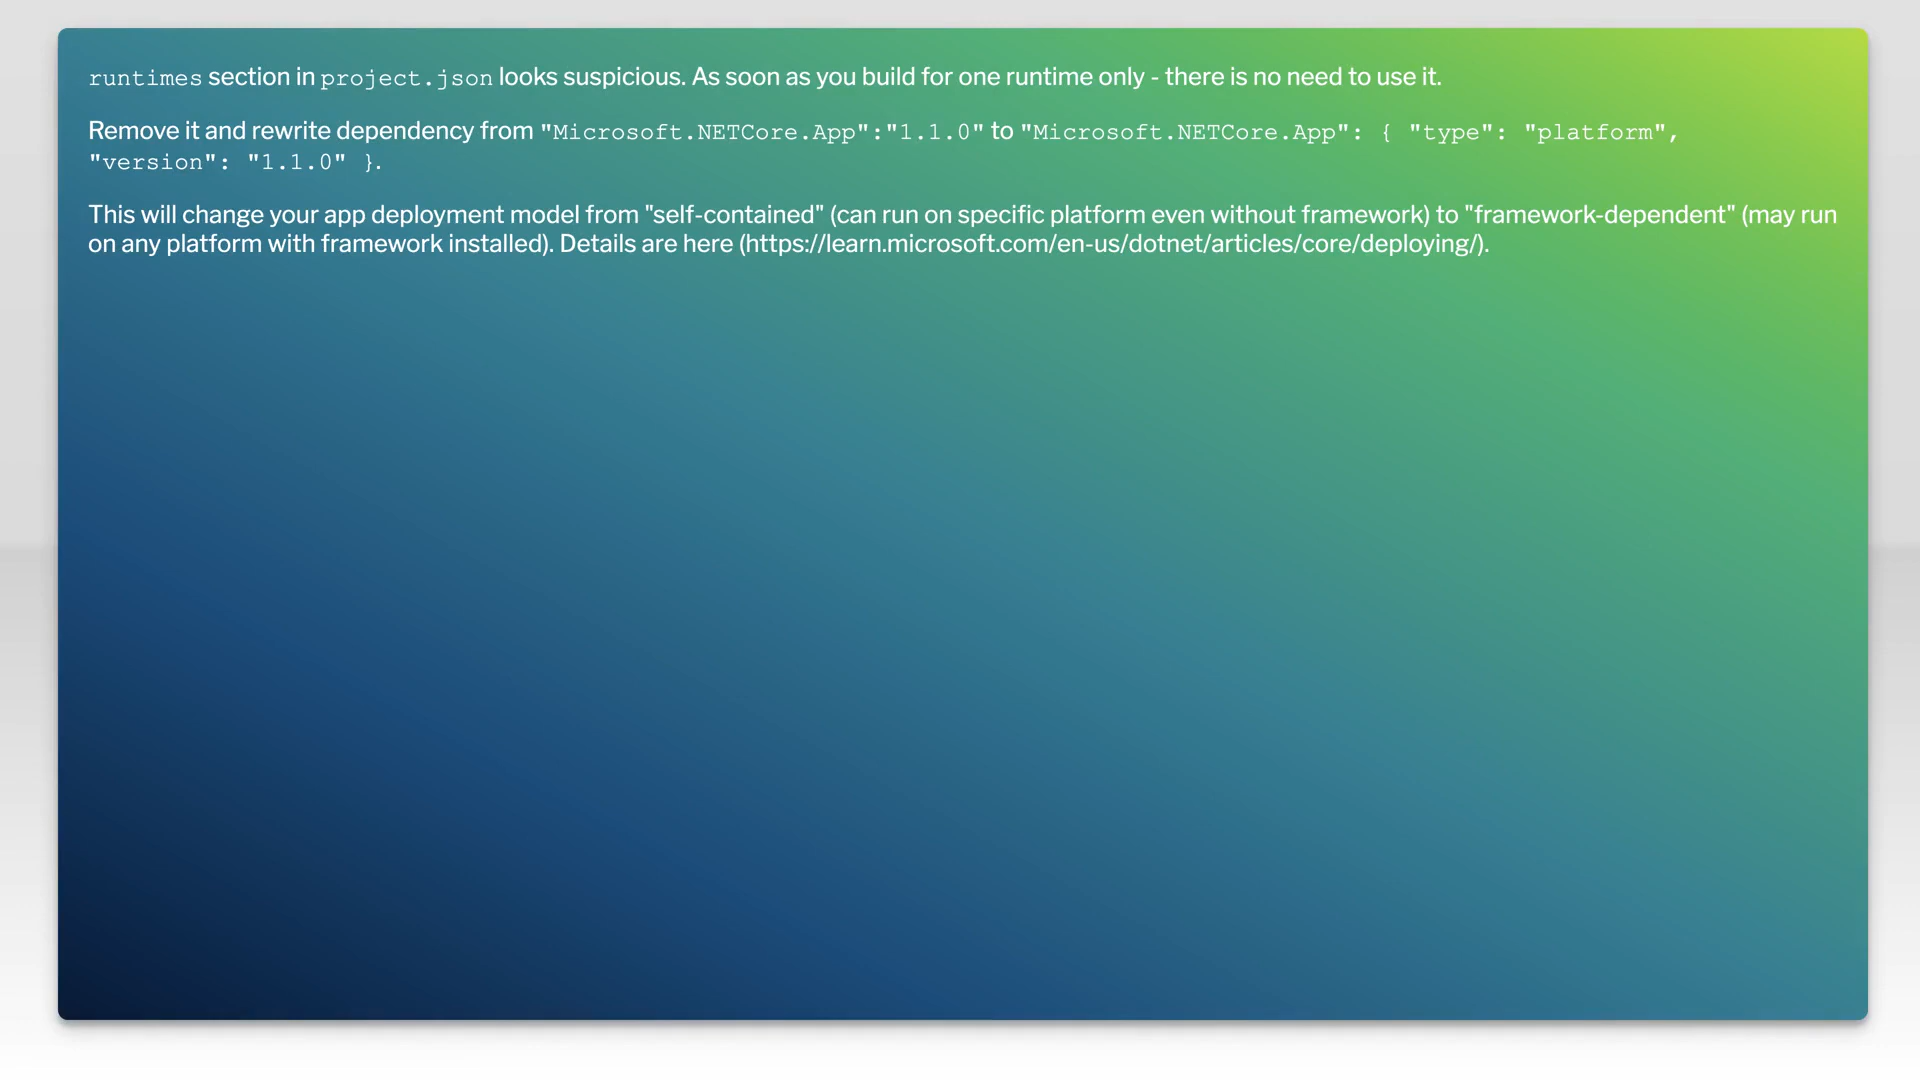 runtimes section in project.json looks suspicious. As soon as you build for one runtime only - there is no need to use it.
Remove it and rewrite dependency from "Microsoft.NETCore.App":"1.1.0" to "Microsoft.NETCore.App": { "type": "platform",
"version": "1.1.0" }.
This will change your app deployment model from "self-contained" (can run on specific platform even without framework) to "framework-dependent" (may run
on any platform with framework installed). Details are here (https://learn.microsoft.com/en-us/dotnet/articles/core/deploying/).